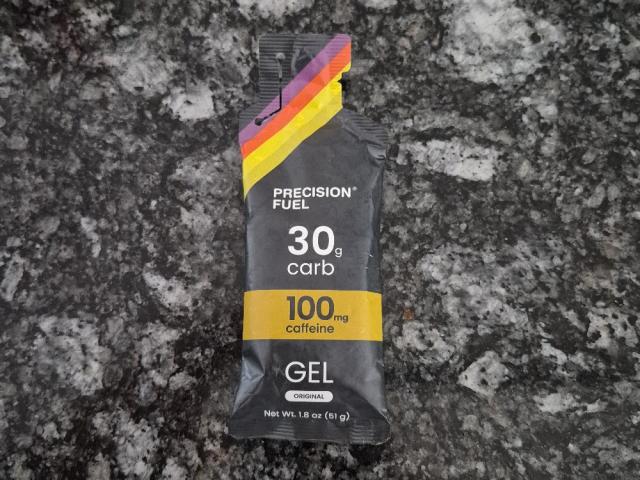 PRECISION®
FUEL
30g
carb
100mg
caffeine
GEL
ORIGINAL
Net Wt. 1.8 oz (51 g)